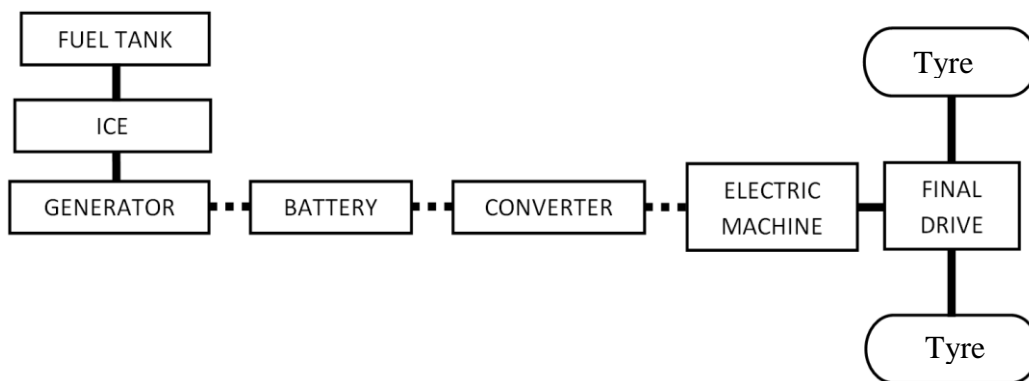 FUEL TANK
ICE
GENERATOR
BATTERY
CONVERTER
ELECTRIC
MACHINE
FINAL
DRIVE
Tyre
Tyre